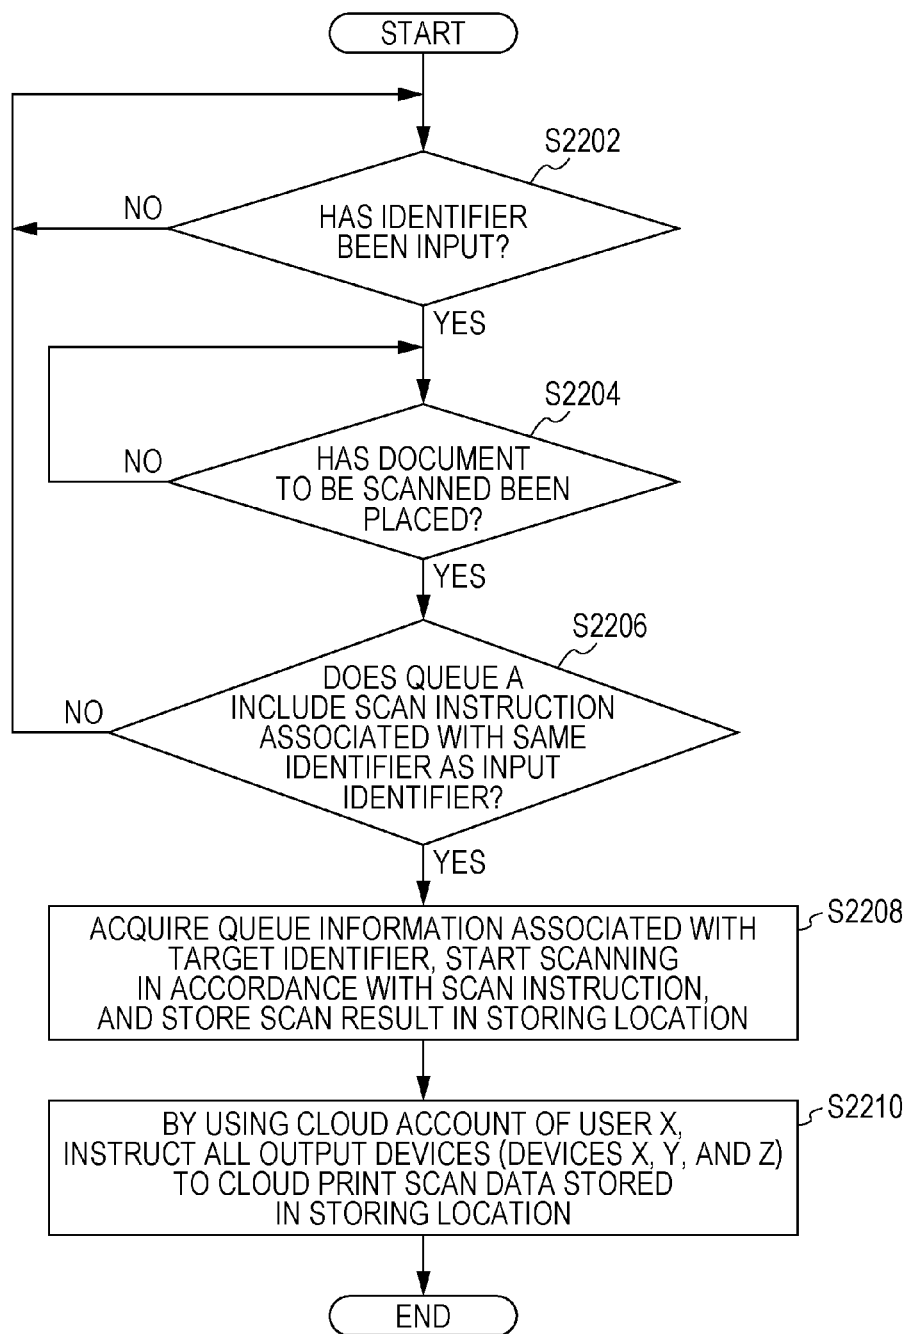 START
S2202
NO
HAS IDENTIFIER
BEEN INPUT?
YES
S2204
NO
HAS DOCUMENT
TO BE SCANNED BEEN
PLACED?
YES
S2206
NO
DOES QUEUE A
INCLUDE SCAN INSTRUCTION
ASSOCIATED WITH SAME
IDENTIFIER AS INPUT
IDENTIFIER?
YES
S2208
ACQUIRE QUEUE INFORMATION ASSOCIATED WITH
TARGET IDENTIFIER, START SCANNING
IN ACCORDANCE WITH SCAN INSTRUCTION,
AND STORE SCAN RESULT IN STORING LOCATION
S2210
BY USING CLOUD ACCOUNT OF USER X,
INSTRUCT ALL OUTPUT DEVICES (DEVICES X, Y, AND Z)
TO CLOUD PRINT SCAN DATA STORED
IN STORING LOCATION
END